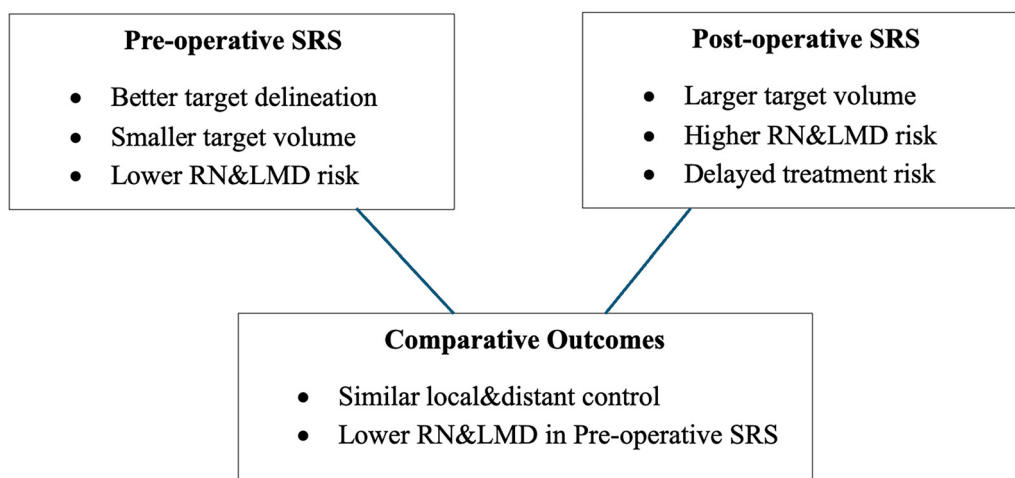 Pre-operative SRS
• Better target delineation
• Smaller target volume
• Lower RN&LMD risk
Post-operative SRS
• Larger target volume
• Higher RN&LMD risk
• Delayed treatment risk
Comparative Outcomes
• Similar local&distant control
• Lower RN&LMD in Pre-operative SRS